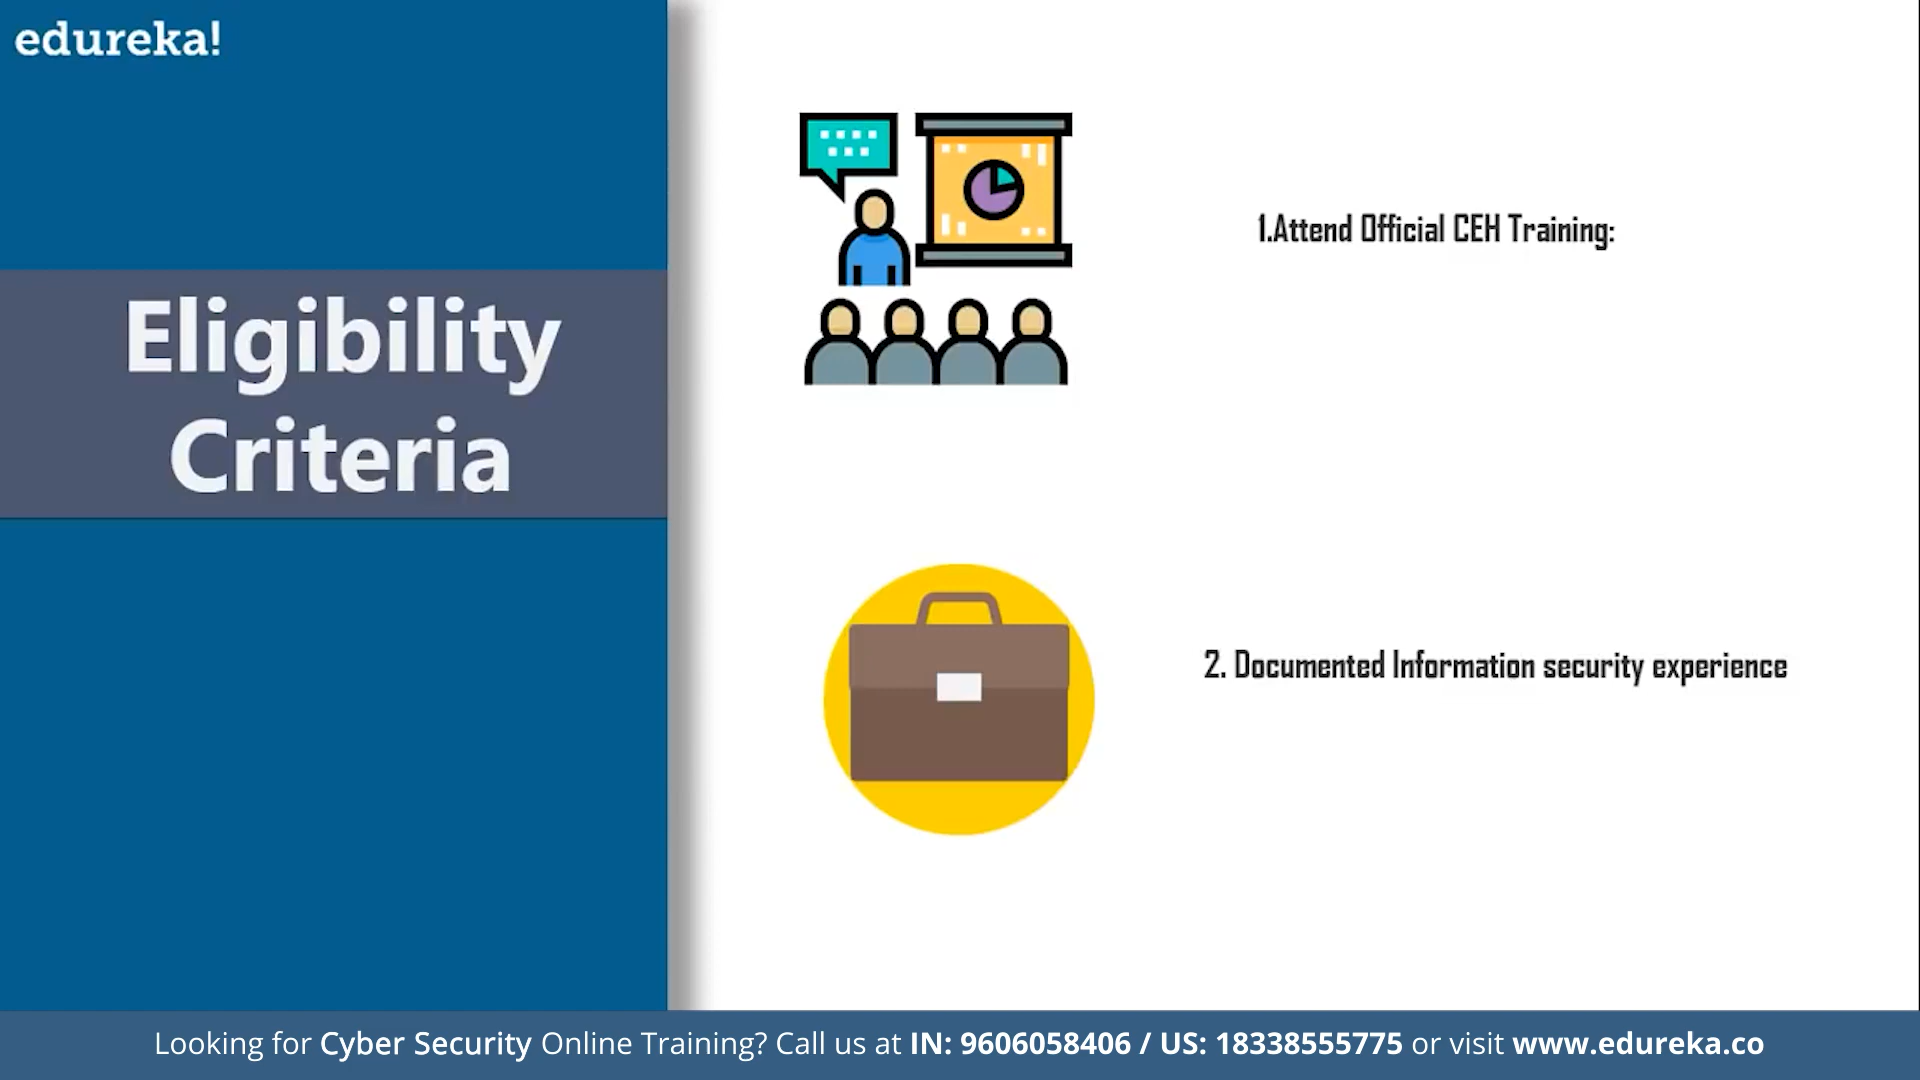 edureka!
Eligibility
Criteria
1.Attend Official CEH Training:
2. Documented Information security experience
Looking for Cyber Security Online Training? Call us at IN: 9606058406 / US: 18338555775 or visit www.edureka.co